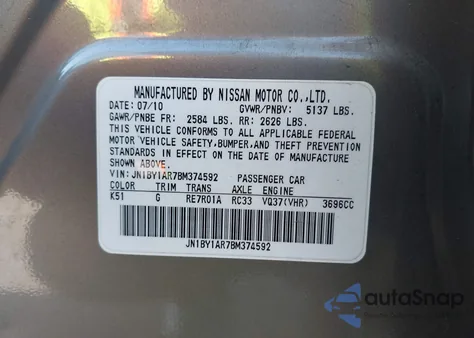 MANUFACTURED BY NISSAN MOTOR CO.,LTD.
DATE: 07/10 GVWR/PNBV: 5137 LBS.
GAWR/PNBE FR: 2584 LBS. RR: 2626 LBS.
THIS VEHICLE CONFORMS TO ALL APPLICABLE FEDERAL
MOTOR VEHICLE SAFETY,BUMPER,AND THEFT PREVENTION
STANDARDS IN EFFECT ON THE DATE OF MANUFACTURE
SHOWN ABOVE.
VIN: JN1BY1AR7BM374592 PASSENGER CAR
COLOR TRIM TRANS AXLE ENGINE
K51 G RE7R01A RC33 VQ37(VHR) 3696CC
JN1BY1AR7BM374592
autoSnap